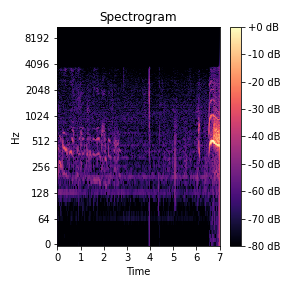 Spectrogram
8192
4096
2048
1024
512
256
128
64
0
Hz
0 1 2 3 4 5 6 7
Time
+0 dB
-10 dB
-20 dB
-30 dB
-40 dB
-50 dB
-60 dB
-70 dB
-80 dB